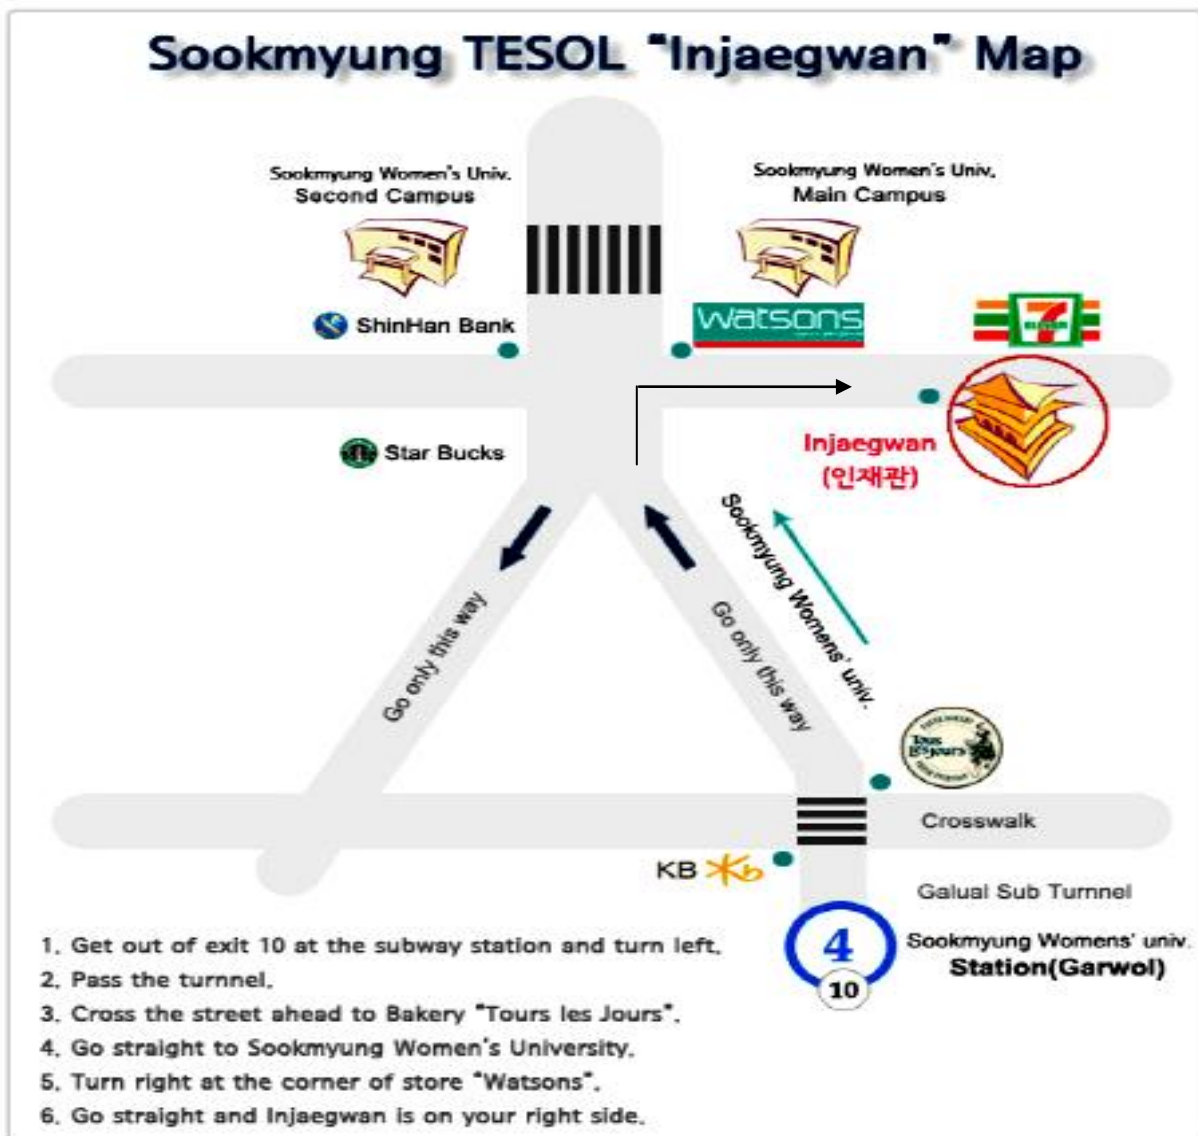 Sookmyung TESOL "Injaegwan" Map
Sookmyung Women's Univ.
Second Campus
Sookmyung Women's Univ.
Main Campus
ShinHan Bank
watsons
7
ELEVEN
Star Bucks
Injaegwan
(인재관)
Go only this way
Go only this way
Sookmyung Womens' univ.
Tous
Les Jours
Crosswalk
KB
Galual Sub Turnnel
4
10
Sookmyung Womens' univ.
Station(Garwol)
1. Get out of exit 10 at the subway station and turn left.
2. Pass the turnnel.
3. Cross the street ahead to Bakery "Tours les Jours".
4. Go straight to Sookmyung Women's University.
5. Turn right at the corner of store "Watsons".
6. Go straight and Injaegwan is on your right side.